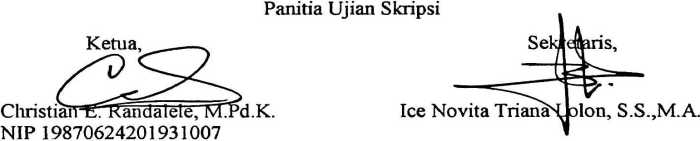 Panitia Ujian Skripsi
Ketua,
Sekretaris,
Christian E. Randalele, M.Pd.K.
NIP 19870624201931007
Ice Novita Triana Lolon, S.S.,M.A.